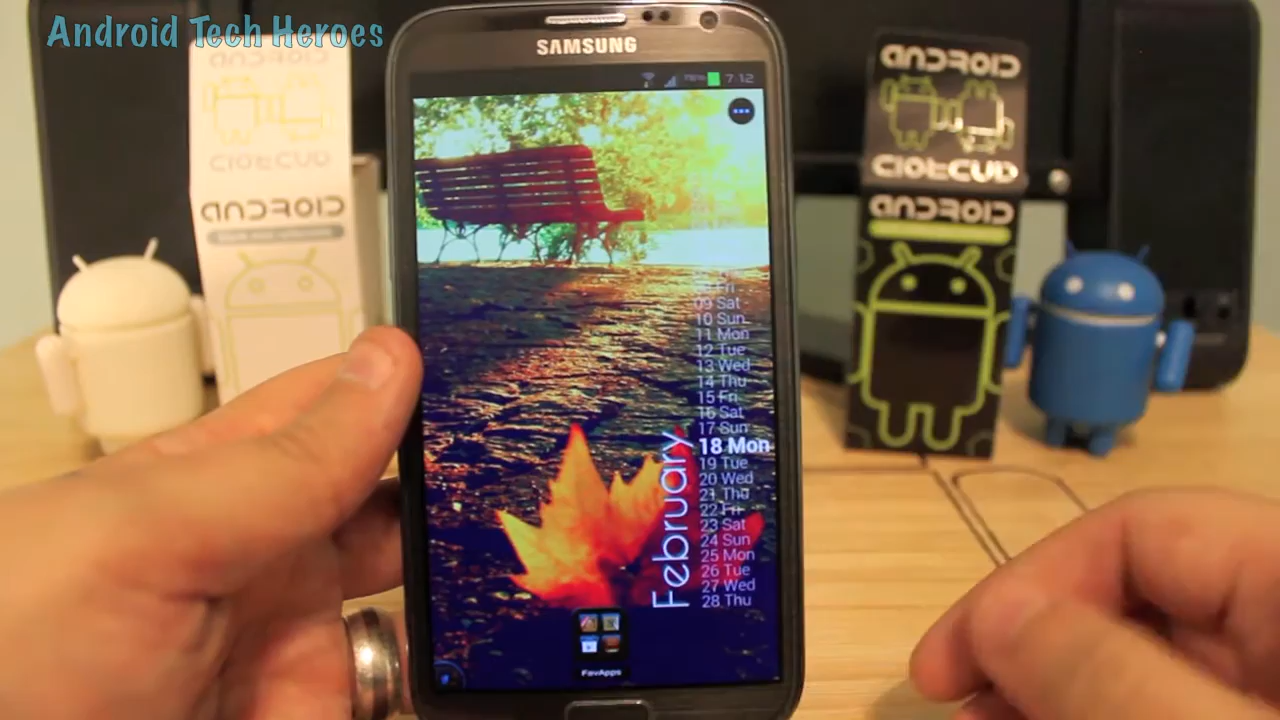 Android Tech Heroes
SAMSUNG
7:12
ANDROID
ANDROID
ANDROID
ANDROID
09 Sat
10 Sun
11 Mon
12 Tue
13 Wed
14 Thu
15 Fri
16 Sat
17 Sun
18 Mon
19 Tue
20 Wed
21 Thu
22 Fri
23 Sat
24 Sun
25 Mon
26 Tue
27 Wed
28 Thu
February
FavApps